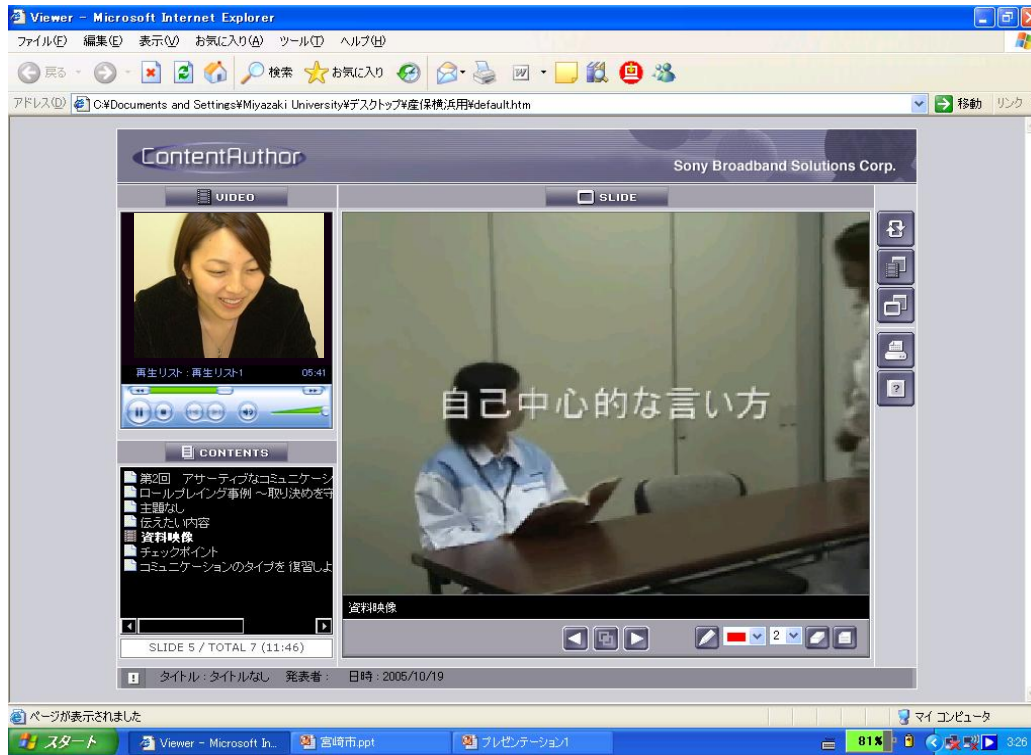 Viewer - Microsoft Internet Explorer
ファイル(F) 編集(E) 表示(V) お気に入り(A) ツール(T) ヘルプ(H)
戻る 検索 お気に入り
アドレス(D) C:¥Documents and Settings¥Miyazaki University¥デスクトップ¥産保横浜用¥default.htm 移動 リンク
ContentAuthor
Sony Broadband Solutions Corp.
VIDEO
SLIDE
再生リスト : 再生リスト1 05:41
自己中心的な言い方
CONTENTS
第2回 アサーティブなコミュニケーシ
ロールプレイング事例 ～取り決めを守
主題なし
伝えたい内容
資料映像
チェックポイント
コミュニケーションのタイプを 復習しよ
資料映像
2
SLIDE 5 / TOTAL 7 (11:46)
タイトル : タイトルなし 発表者 : 日時 : 2005/10/19
ページが表示されました
マイ コンピュータ
スタート
Viewer - Microsoft In...
宮崎市.ppt
プレゼンテーション1
81%
3:26